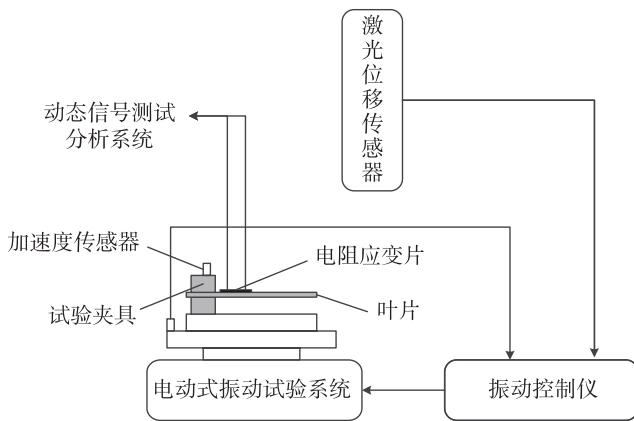 激光位移传感器
动态信号测试
分析系统
加速度传感器
电阻应变片
试验夹具
叶片
电动式振动试验系统
振动控制仪